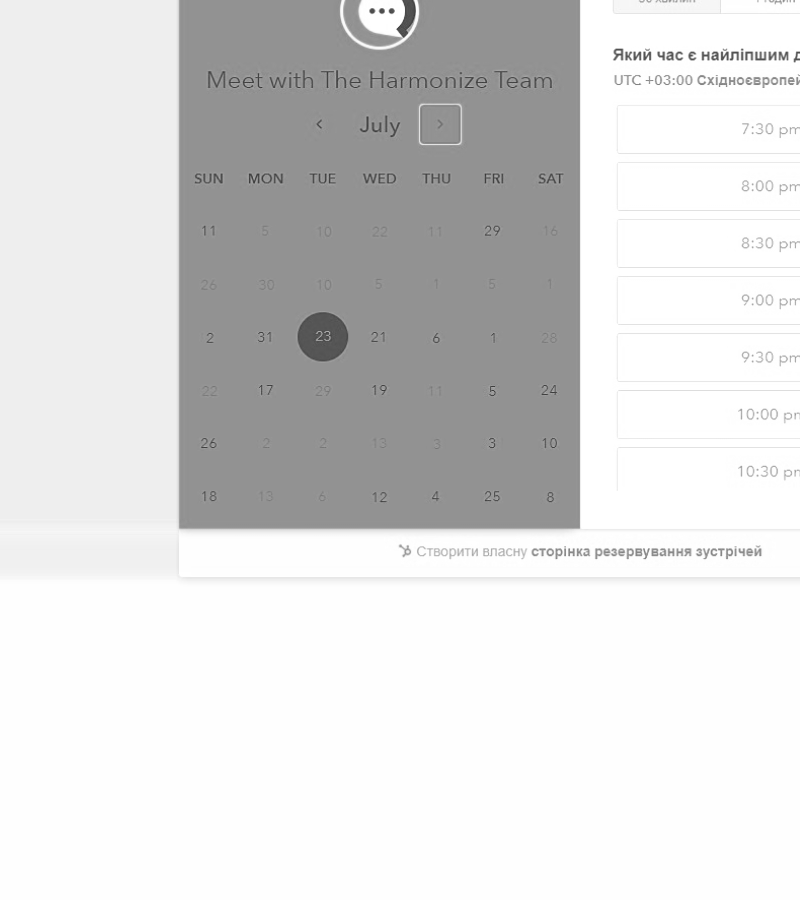 Meet with The Harmonize Team
July
SUN MON TUE WED THU FRI SAT
11 5 10 22 11 29 16
26 30 10 5 1 5 1
2 31 23 21 6 1 28
22 17 29 19 11 5 24
26 2 2 13 3 3 10
18 13 6 12 4 25 8
Який час є найліпшим
UTC +03:00
7:30 pm
8:00 pm
8:30 pm
9:00 pm
9:30 pm
10:00 pm
10:30 pm
Створити власну сторінка резервування зустрічей